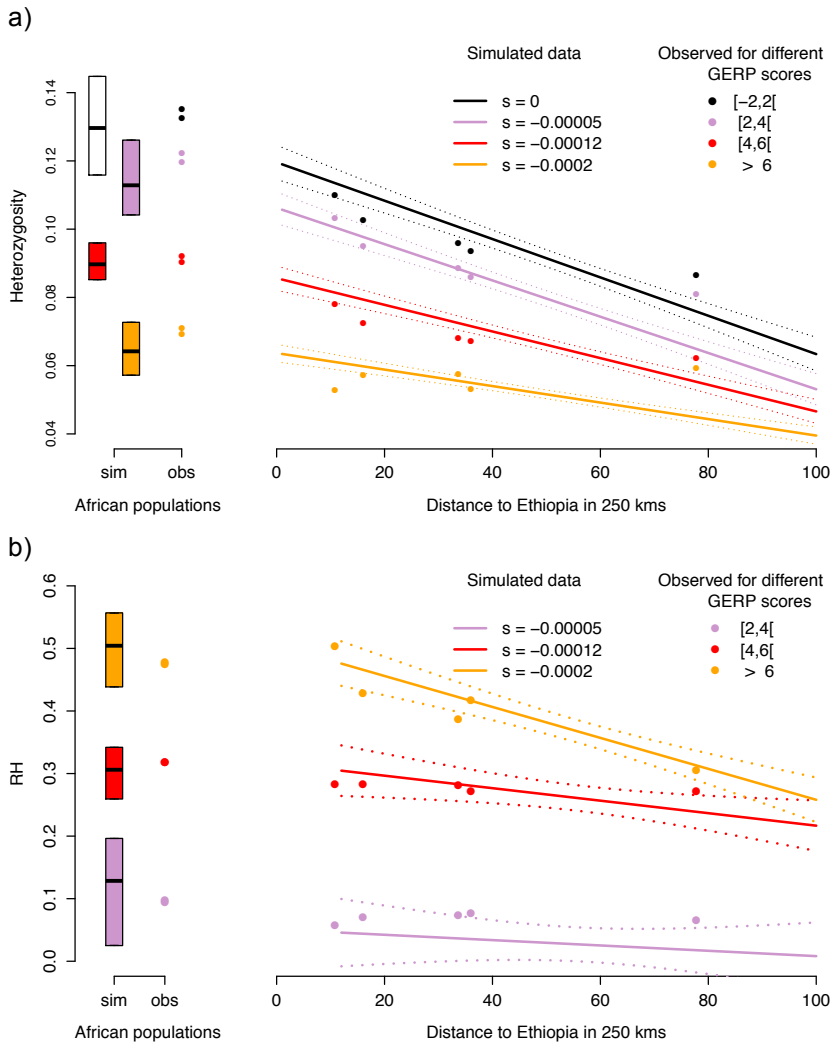 a)
Simulated data
Observed for different
GERP scores
s = 0
s = −0.00005
s = −0.00012
s = −0.0002
[−2,2[
[2,4[
[4,6[
> 6
Heterozygosity
0.14
0.12
0.10
0.08
0.06
0.04
sim obs
African populations
0 20 40 60 80 100
Distance to Ethiopia in 250 kms
b)
Simulated data
Observed for different
GERP scores
s = −0.00005
s = −0.00012
s = −0.0002
[2,4[
[4,6[
> 6
RH
0.6
0.5
0.4
0.3
0.2
0.1
0.0
sim obs
African populations
0 20 40 60 80 100
Distance to Ethiopia in 250 kms